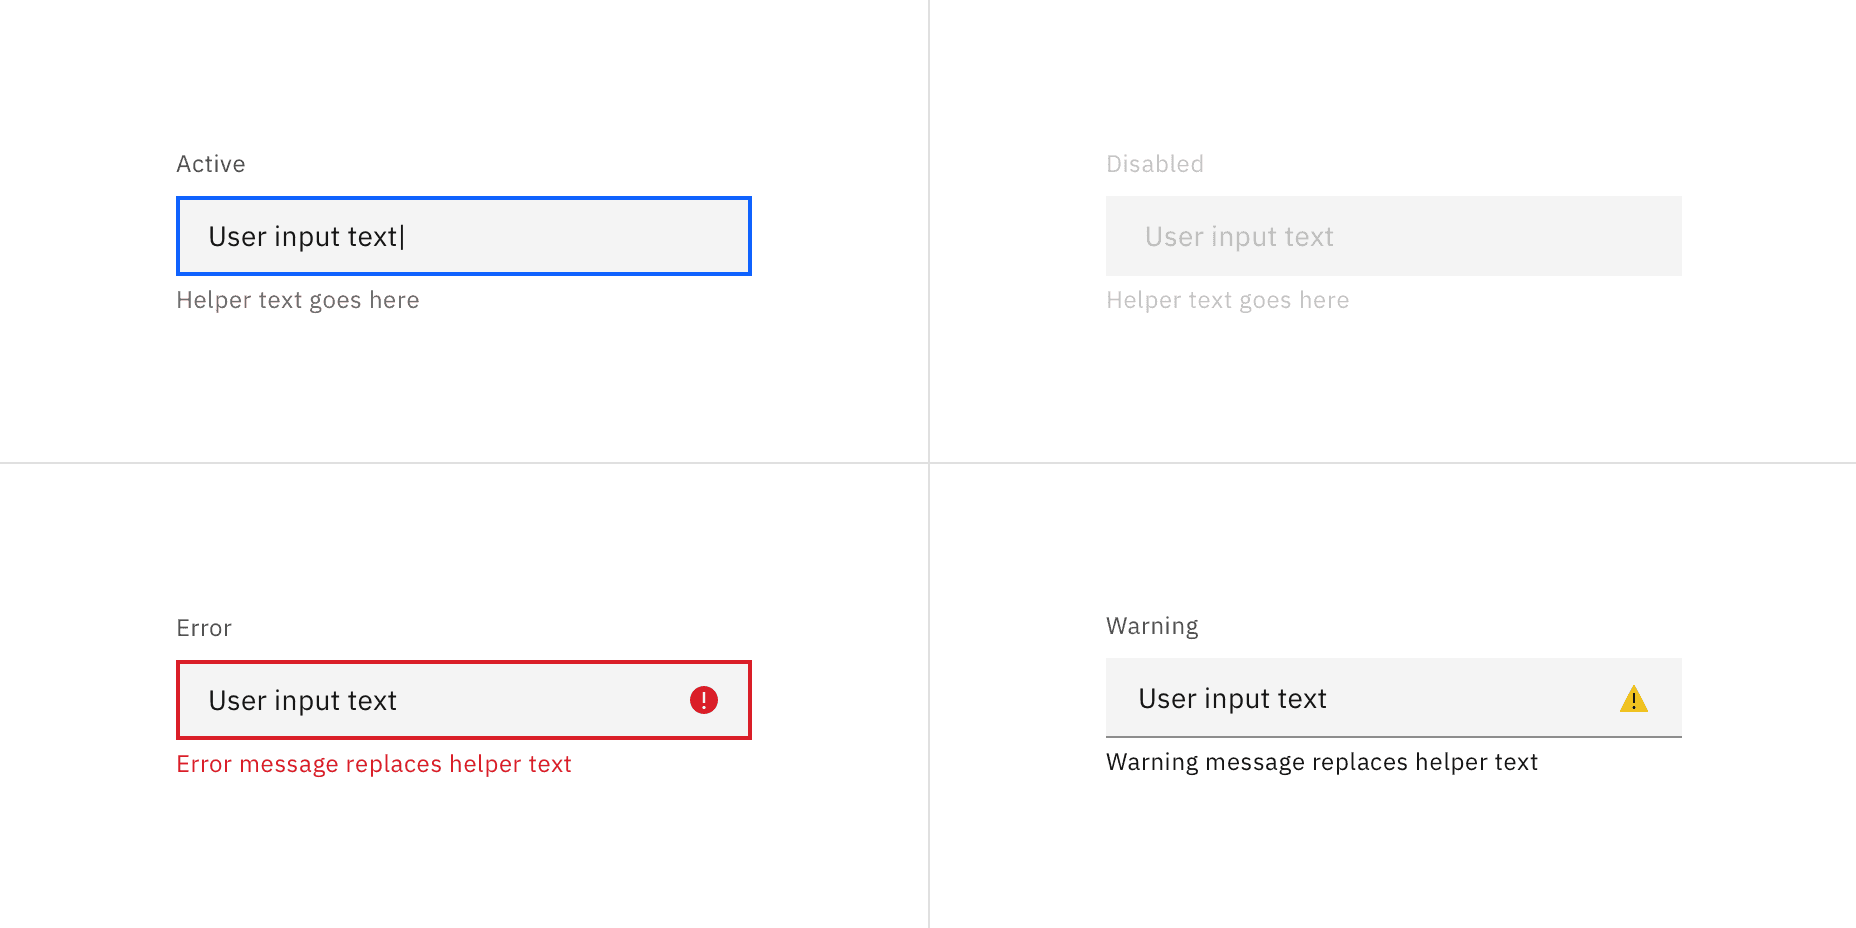 Active
User input text
Helper text goes here
Disabled
User input text
Helper text goes here
Error
User input text
Error message replaces helper text
Warning
User input text
Warning message replaces helper text